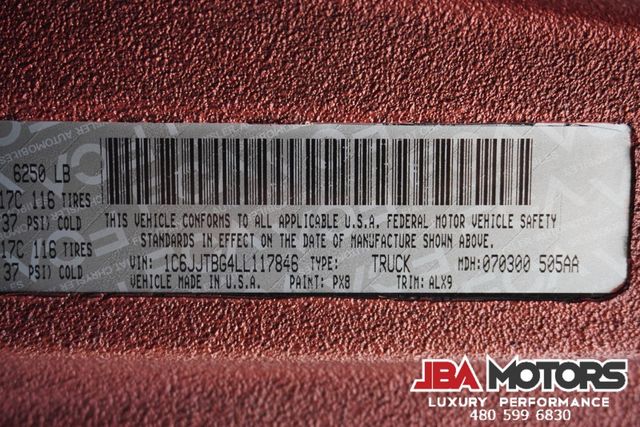 6250 LB
17C 116 TIRES
37 PSI) COLD
17C 116 TIRES
37 PSI) COLD
THIS VEHICLE CONFORMS TO ALL APPLICABLE U.S.A. FEDERAL MOTOR VEHICLE SAFETY
STANDARDS IN EFFECT ON THE DATE OF MANUFACTURE SHOWN ABOVE.
VIN: 1C6JJTBG4LL117846 TYPE: TRUCK MDH:070300 505AA
VEHICLE MADE IN U.S.A. PAINT: PX8 TRIM:ALX9
JBA MOTORS
LUXURY PERFORMANCE
480 599 6830